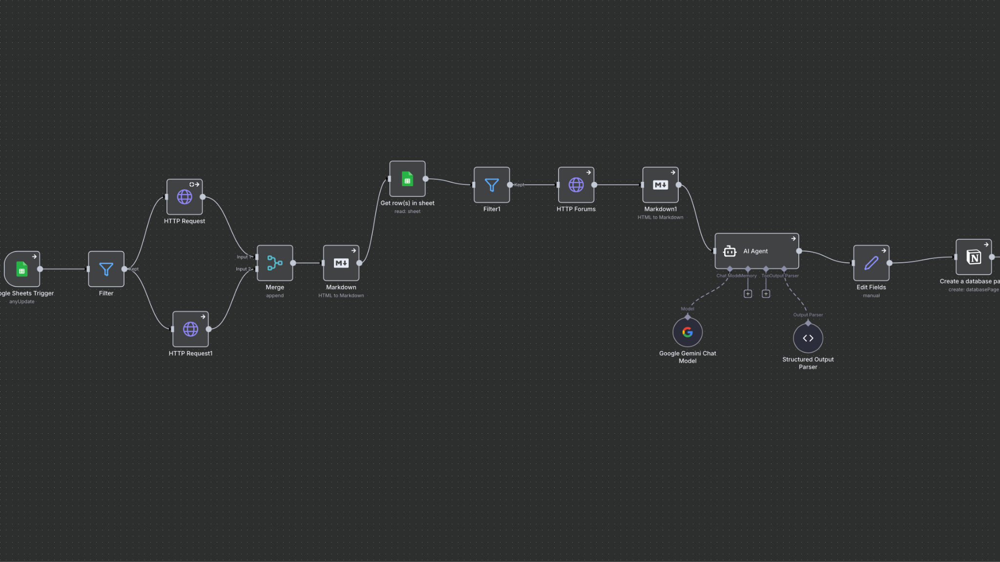 ogle Sheets Trigger
anyUpdate
Filter
Kept
HTTP Request
HTTP Request1
Input 1
Input 2
Merge
append
M
Markdown
HTML to Markdown
Get row(s) in sheet
read: sheet
Filter1
Kept
HTTP Forums
M
Markdown1
HTML to Markdown
AI Agent
Chat Mode
Memory
Too
Output Parser
Model
Google Gemini Chat
Model
Output Parser
Structured Output
Parser
Edit Fields
manual
N
Create a database pa
create: databasePage